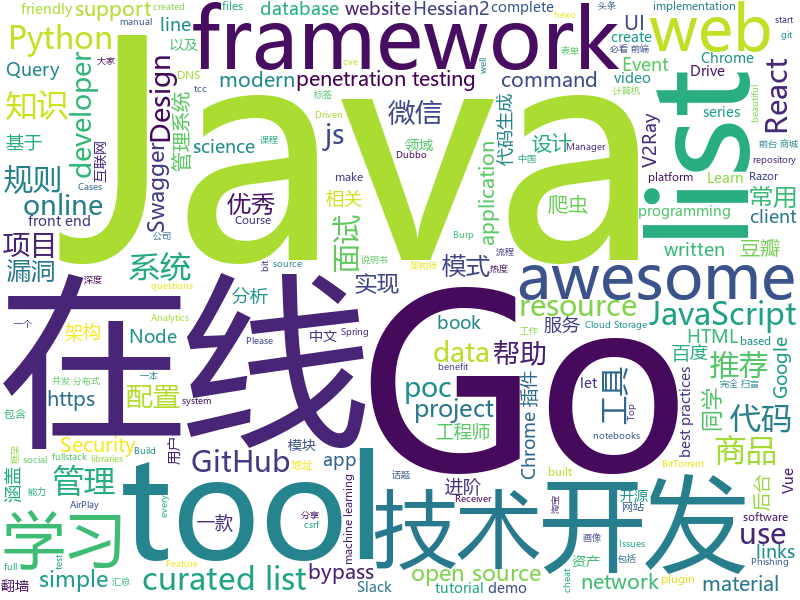 friendly support
files
manual
created
database website Hessian2 complete
implementation
头条
start
git
nexo
Python
line
以及
DNS
tcc
标签
Driven
Java
framework
web
UI
create
表单
必看 前端
cve
well
计算机
beautiful
Query
大家
知识
基于
developer
互联网
Design
管理系统
modern
penetration testing
command
Chrome
Drive
video
Event
series
React
science
js
微信
课程
Dubbo
领域
中国
Manager
代码生成
设计
V2Ray
platform
前台 商城
repository
规则
online
Swagger
优秀
面试
application
爬虫
Cases
make
Learn
Razor
常用
programming
client
list
front end
公司
Course
项目
source
bit
Burp
架构师
流程
说明书
热度
深度
漏洞
系统
相关
实现
模式
written
豆瓣
questions
Analytics
在线
Go
awesome
分析
中文
Spring
服务
Cloud Storage
based
resource
JavaScript
架构
Node
一个
Please
工作
book
HTML
百度
Google
配置
并发 分布式
一本
benefit
data
帮助
工具
let
推荐
https
包含
system
poc
project
工程师
Chrome 插件
Top
best practices
同学
代码
完全 扫盲
notebooks
涵盖
Security
Build
用户
GitHub
模块
地址
商品
管理
social
fullstack
libraries
一款
app
built
进阶
开源
网站
后台
Vue
BitTorrent
学习
tool
技术
开发
use
能力
AirPlay
every
Feature
machine learning
Receiver
话题
分享
csrf
资产
画像
包括
links
software
simple
curated list
bypass
open source
network
material
plugin
翻墙
full
test
汇总
Slack
tutorial demo
Issues
cheat
Phishing